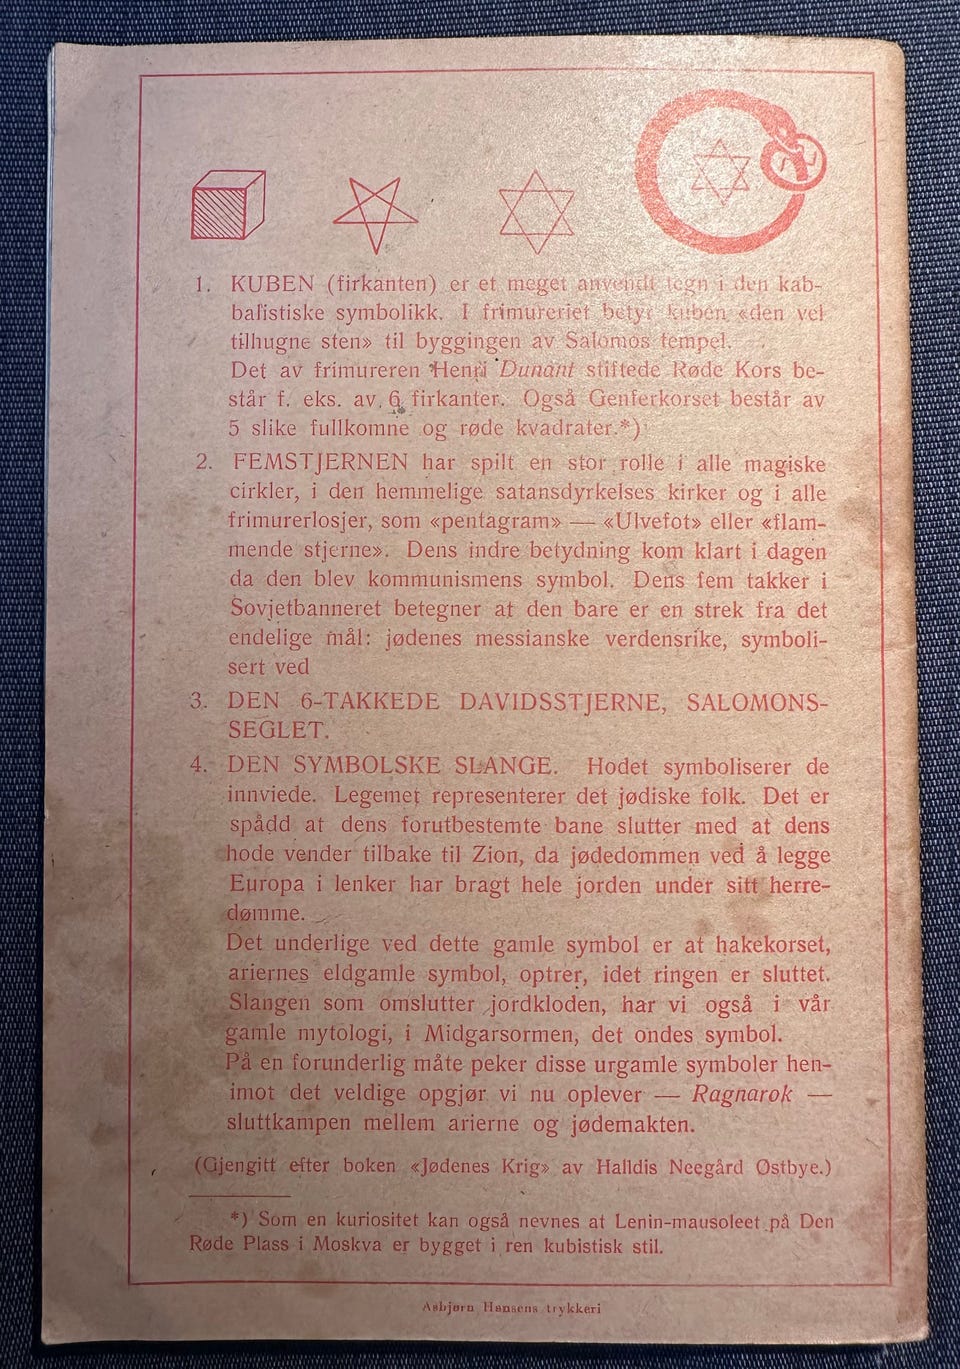 1. KUBEN (firkanten) er et meget anvendt tegn i den kab-
balistiske symbolikk. I frimureriet betyr kuben «den vel
tilhugne sten» til byggingen av Salomos tempel.
Det av frimureren Henri Dunant stiftede Røde Kors be-
står f. eks. av 6 firkanter. Også Genferkorset består av
5 slike fullkomne og røde kvadrater.*)
2. FEMSTJERNEN har spilt en stor rolle i alle magiske
cirkler, i den hemmelige satansdyrkelses kirker og i alle
frimurerlosjer, som «pentagram» — «Ulvefot» eller «flam-
mende stjerne». Dens indre betydning kom klart i dagen
da den blev kommunismens symbol. Dens fem takker i
Sovjetbanneret betegner at den bare er en strek fra det
endelige mål: jødenes messianske verdensrike, symboli-
sert ved
3. DEN 6-TAKKEDE DAVIDSSTJERNE, SALOMONS-
SEGLET.
4. DEN SYMBOLSKE SLANGE. Hodet symboliserer de
innviede. Legemet representerer det jødiske folk. Det er
spådd at dens forutbestemte bane slutter med at dens
hode vender tilbake til Zion, da jødedommen ved å legge
Europa i lenker har bragt hele jorden under sitt herre-
dømme.
Det underlige ved dette gamle symbol er at hakekorset,
ariernes eldgamle symbol, optrer, idet ringen er sluttet.
Slangen som omslutter jordkloden, har vi også i vår
gamle mytologi, i Midgarsormen, det ondes symbol.
På en forunderlig måte peker disse urgamle symboler hen-
imot det veldige opgjør vi nu oplever — Ragnarok —
sluttkampen mellem arierne og jødemakten.
(Gjengitt efter boken «Jødenes Krig» av Halldis Neegård Østbye.)
*) Som en kuriositet kan også nevnes at Lenin-mausoleet på Den
Røde Plass i Moskva er bygget i ren kubistisk stil.
Asbjørn Hansens trykkeri